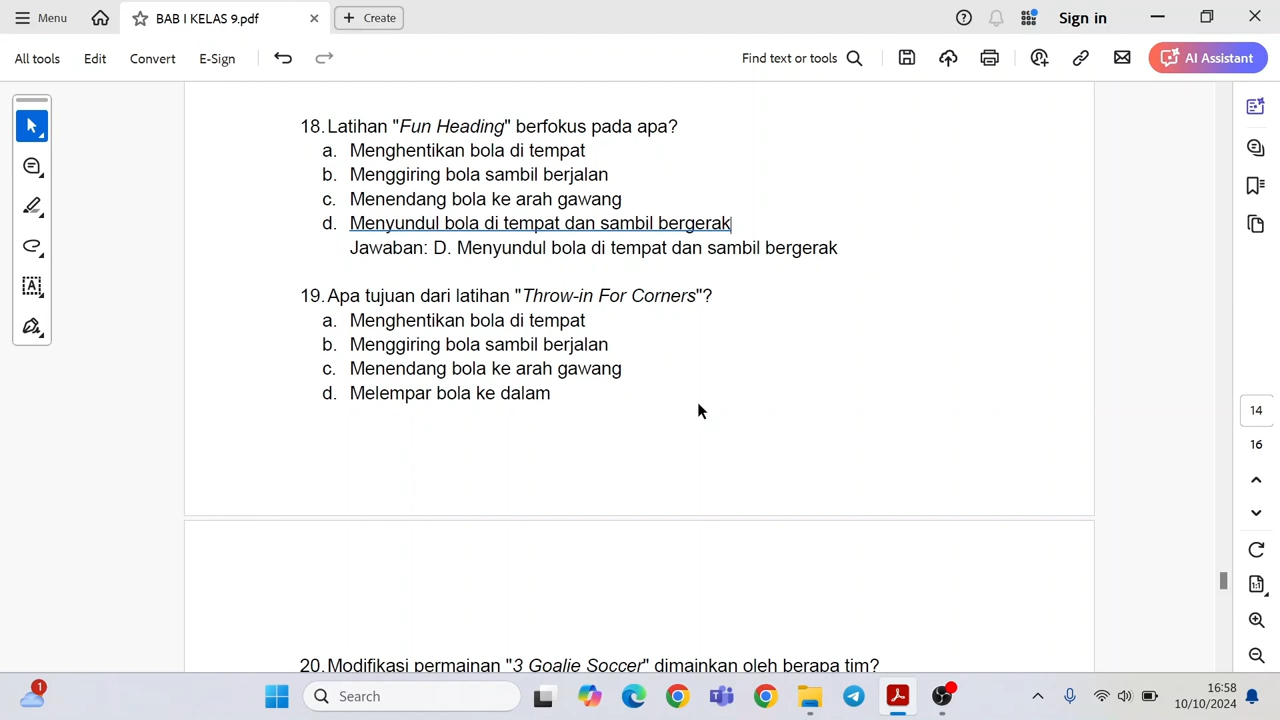 Menu
BAB I KELAS 9.pdf
Create
Sign in
All tools
Edit
Convert
E-Sign
Find text or tools
AI Assistant
18. Latihan "Fun Heading" berfokus pada apa?
a. Menghentikan bola di tempat
b. Menggiring bola sambil berjalan
c. Menendang bola ke arah gawang
d. Menyundul bola di tempat dan sambil bergerak
Jawaban: D. Menyundul bola di tempat dan sambil bergerak
19. Apa tujuan dari latihan "Throw-in For Corners"?
a. Menghentikan bola di tempat
b. Menggiring bola sambil berjalan
c. Menendang bola ke arah gawang
d. Melempar bola ke dalam
14
16
20. Modifikasi permainan "3 Goalie Soccer" dimainkan oleh berapa tim?
1
Search
16:58
10/10/2024